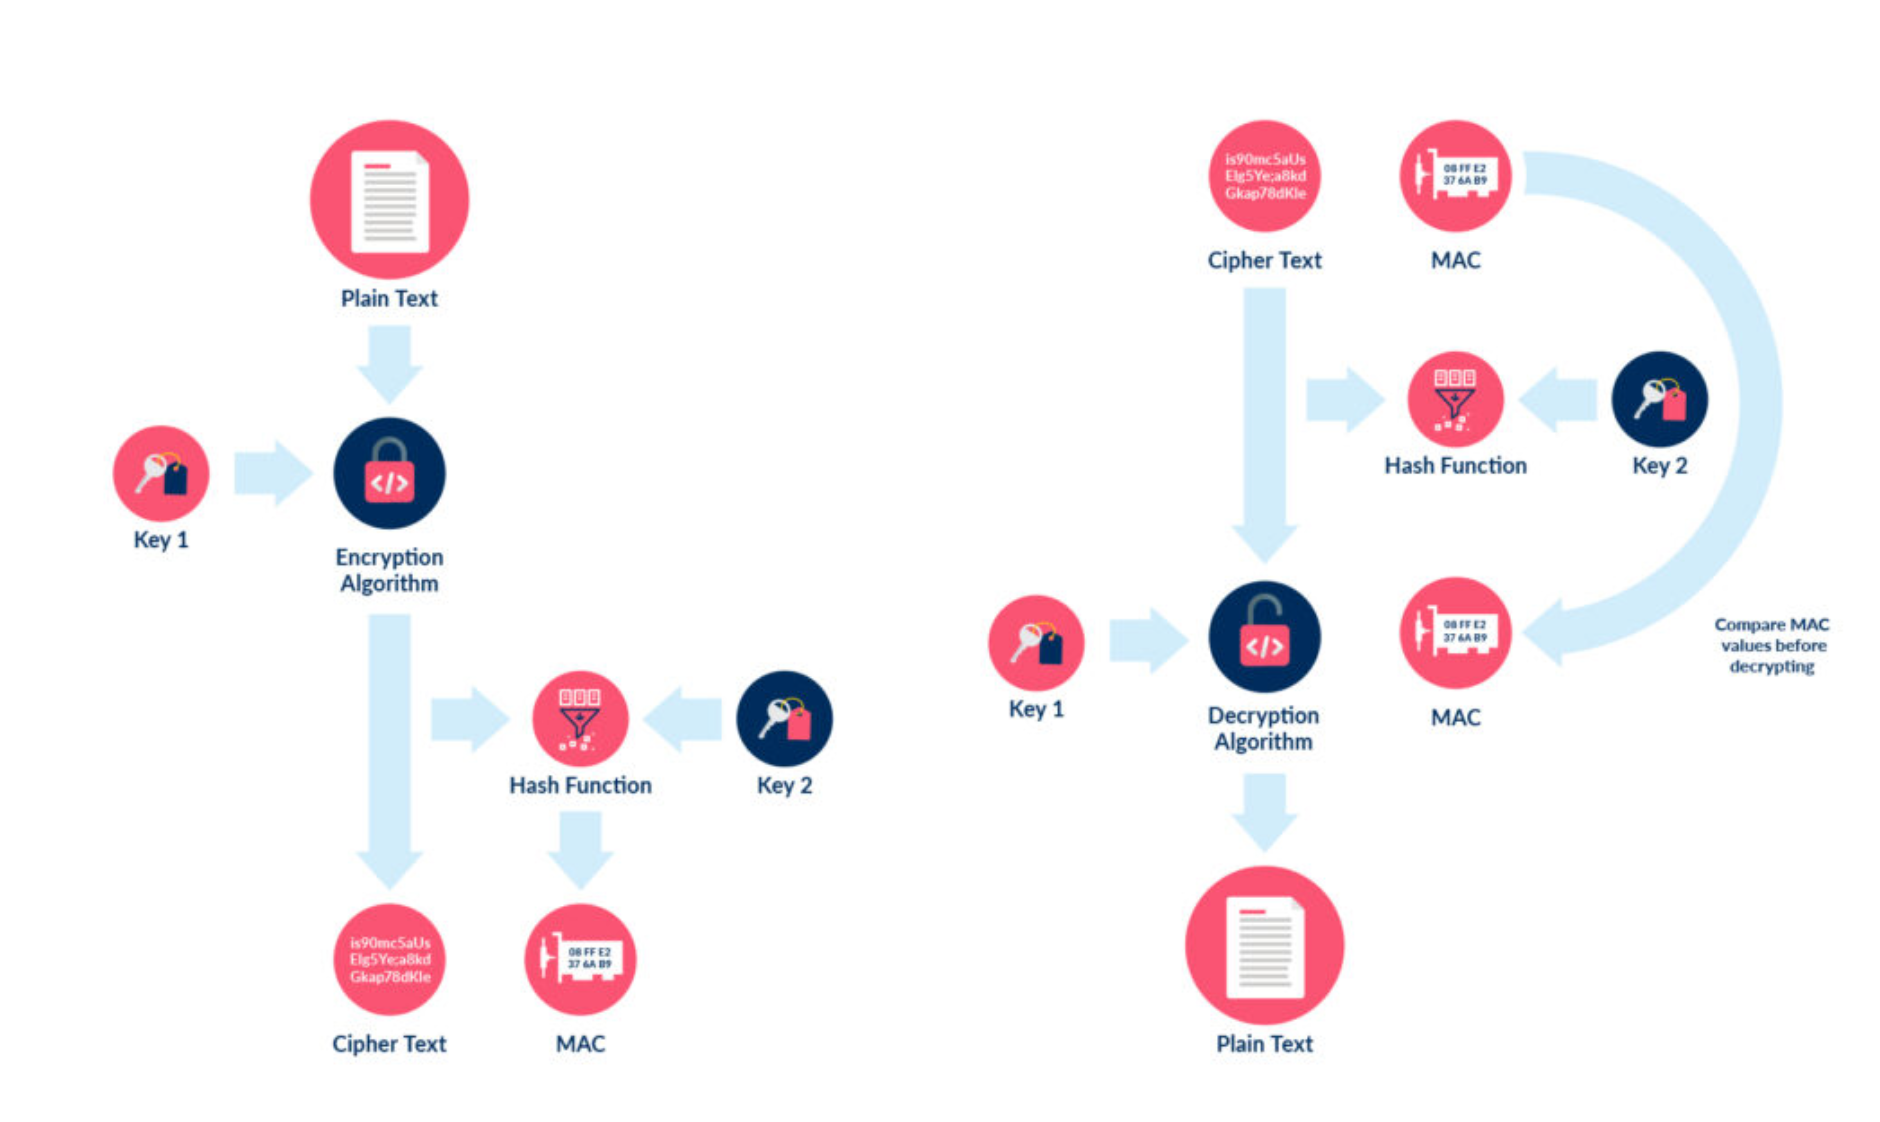 Plain Text
Key 1
</>
Encryption
Algorithm
Hash Function
Key 2
is90mc5aUs
Elg5Ye;a8kd
Gkap78dKle
Cipher Text
08 FF E2
37 6A B9
MAC
is90mc5aUs
Elg5Ye;a8kd
Gkap78dKle
Cipher Text
08 FF E2
37 6A B9
MAC
Hash Function
Key 2
Key 1
</>
Decryption
Algorithm
08 FF E2
37 6A B9
MAC
Compare MAC
values before
decrypting
Plain Text